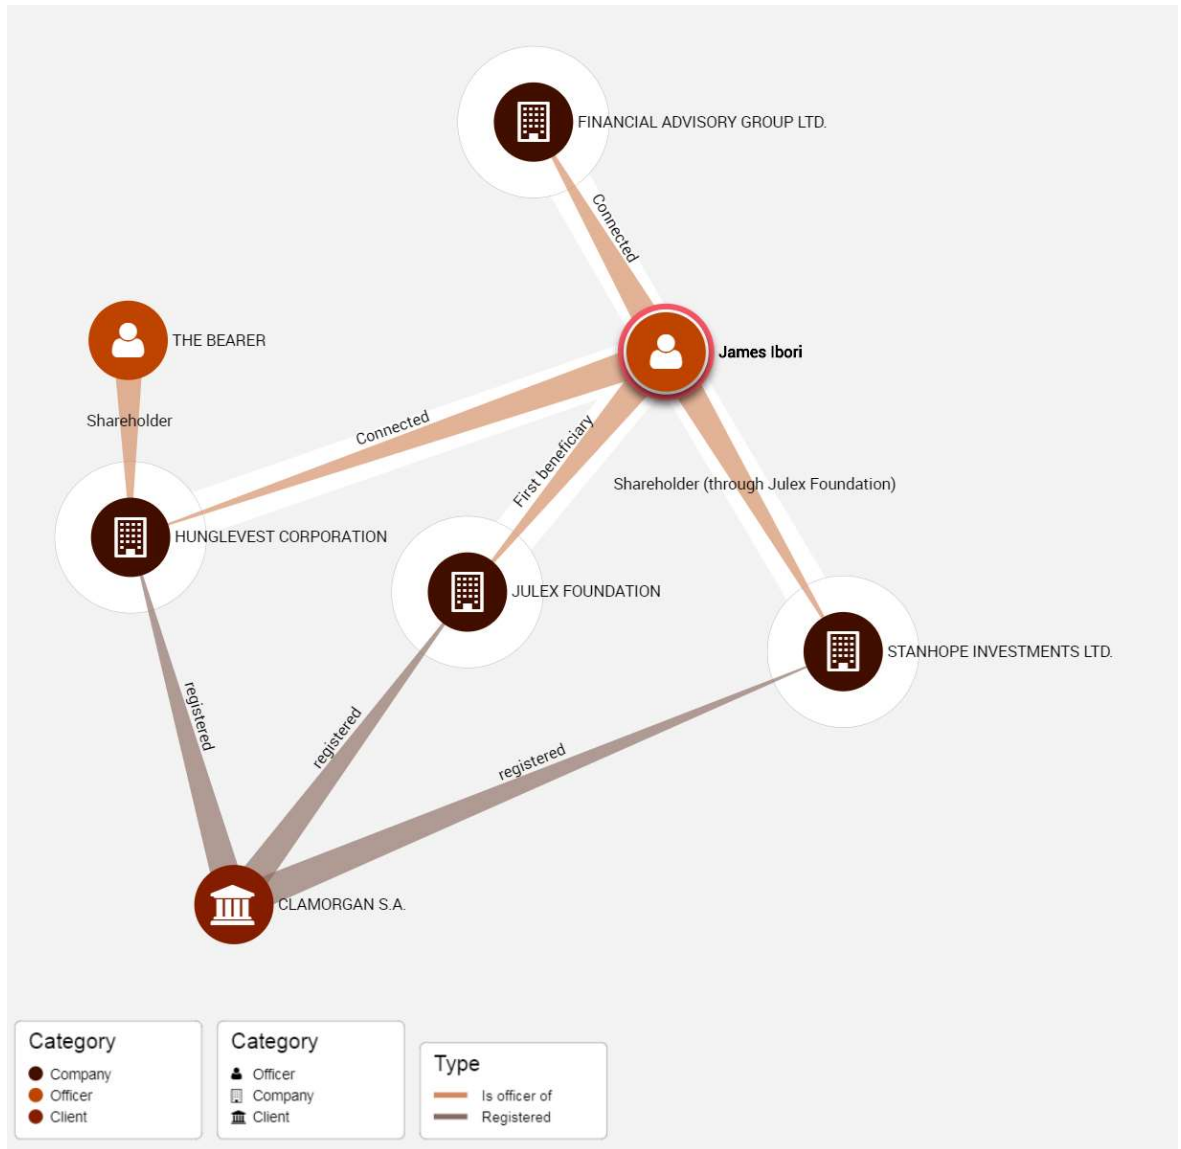 FINANCIAL ADVISORY GROUP LTD.
Connected
THE BEARER
James Ibori
Shareholder
Connected
First beneficiary
Shareholder (through Julex Foundation)
HUNGLEVEST CORPORATION
JULEX FOUNDATION
STANHOPE INVESTMENTS LTD.
registered
registered
registered
CLAMORGAN S.A.
Category
Company
Officer
Client
Category
Officer
Company
Client
Type
Is officer of
Registered